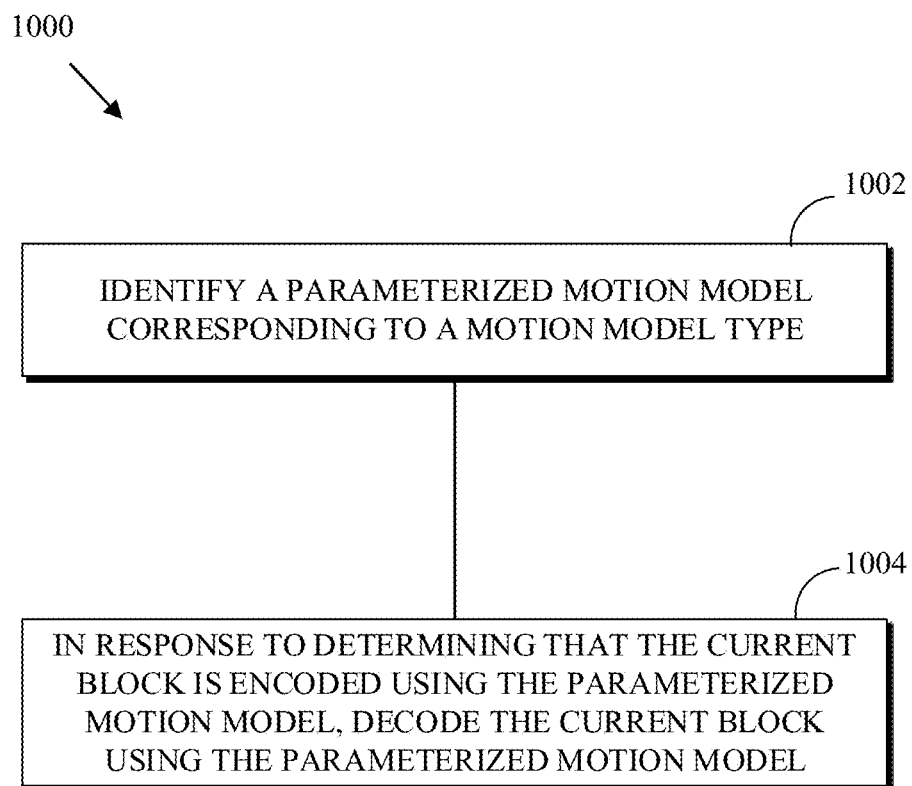 1000
1002
IDENTIFY A PARAMETERIZED MOTION MODEL
CORRESPONDING TO A MOTION MODEL TYPE
1004
IN RESPONSE TO DETERMINING THAT THE CURRENT
BLOCK IS ENCODED USING THE PARAMETERIZED
MOTION MODEL, DECODE THE CURRENT BLOCK
USING THE PARAMETERIZED MOTION MODEL